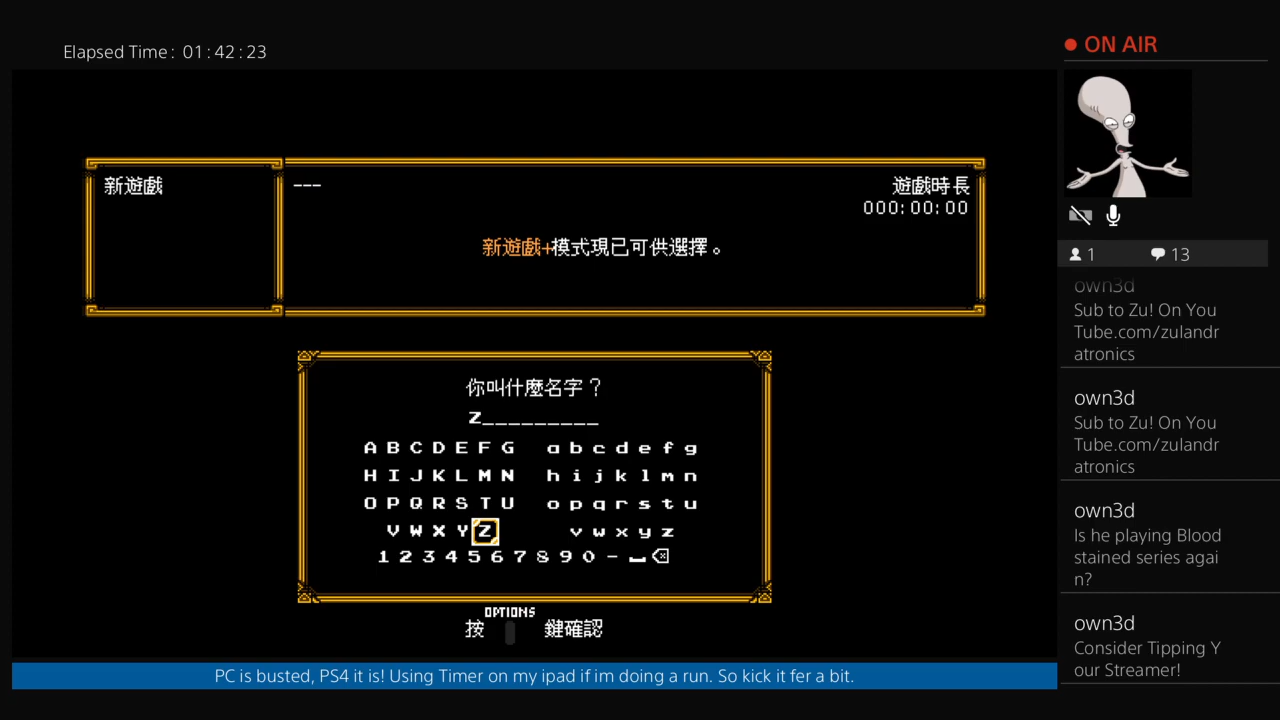 Elapsed Time: 01:42:23
ON AIR
新遊戲
---
遊戲時長
000:00:00
新遊戲+模式現已可供選擇。
你叫什麼名字？
Z_________
A B C D E F G a b c d e f g
H I J K L M N h i j k l m n
O P Q R S T U o p q r s t u
V W X Y Z v w x y z
1 2 3 4 5 6 7 8 9 0 -
OPTIONS
按 鍵確認
PC is busted, PS4 it is! Using Timer on my ipad if im doing a run. So kick it fer a bit.
1 13
own3d
Sub to Zu! On You
Tube.com/zulandr
atronics
own3d
Sub to Zu! On You
Tube.com/zulandr
atronics
own3d
Is he playing Blood
stained series agai
n?
own3d
Consider Tipping Y
our Streamer!